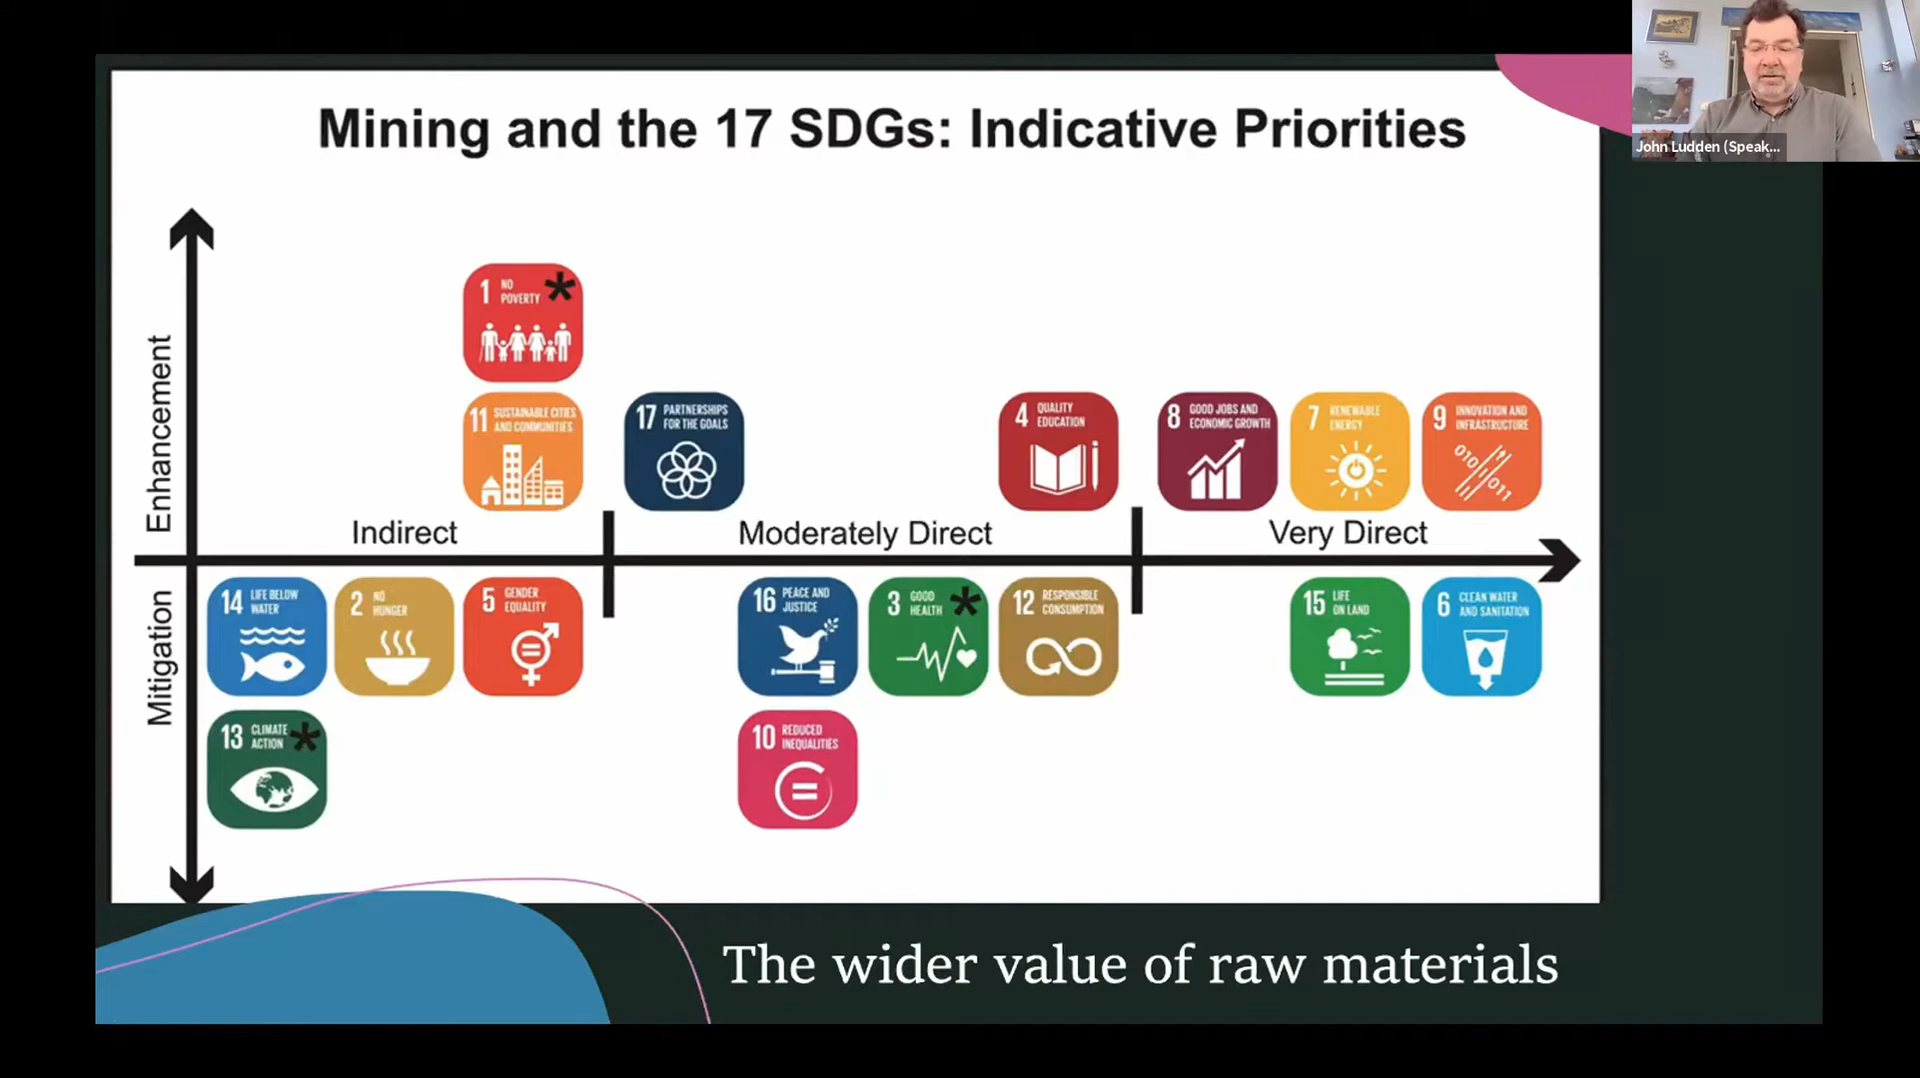 Mining and the 17 SDGs: Indicative Priorities
John Ludden (Speak...
Enhancement
1 NO
POVERTY *
11 SUSTAINABLE CITIES
AND COMMUNITIES
17 PARTNERSHIPS
FOR THE GOALS
4 QUALITY
EDUCATION
8 GOOD JOBS AND
ECONOMIC GROWTH
7 RENEWABLE
ENERGY
9 INNOVATION AND
INFRASTRUCTURE
010
011
Indirect
Moderately Direct
Very Direct
Mitigation
14 LIFE BELOW
WATER
2 NO
HUNGER
5 GENDER
EQUALITY
16 PEACE AND
JUSTICE
3 GOOD
HEALTH *
12 RESPONSIBLE
CONSUMPTION
15 LIFE
ON LAND
6 CLEAN WATER
AND SANITATION
13 CLIMATE
ACTION *
10 REDUCED
INEQUALITIES
The wider value of raw materials